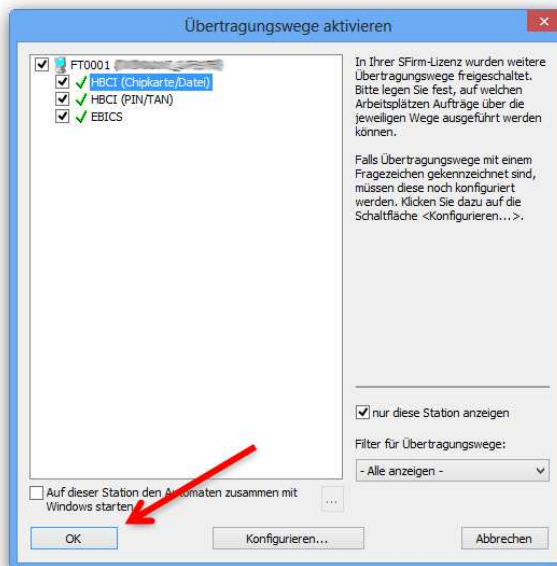 Übertragungswege aktivieren
x
FT0001
HBCI (Chipkarte/Datei)
HBCI (PIN/TAN)
EBICS
In Ihrer SFirm-Lizenz wurden weitere
Übertragungswege freigeschaltet.
Bitte legen Sie fest, auf welchen
Arbeitsplätzen Aufträge über die
jeweiligen Wege ausgeführt werden
können.
Falls Übertragungswege mit einem
Fragezeichen gekennzeichnet sind,
müssen diese noch konfiguriert
werden. Klicken Sie dazu auf die
Schaltfläche <Konfigurieren...>.
nur diese Station anzeigen
Filter für Übertragungswege:
- Alle anzeigen -
Auf dieser Station den Automaten zusammen mit
Windows starten
...
OK
Konfigurieren...
Abbrechen